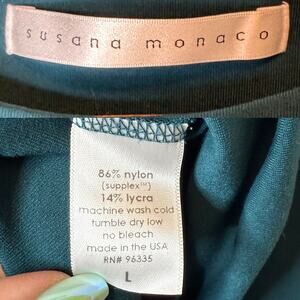 susana monaco
86% nylon
(supplex™)
14% lycra
machine wash cold
tumble dry low
no bleach
made in the USA
RN# 96335
L